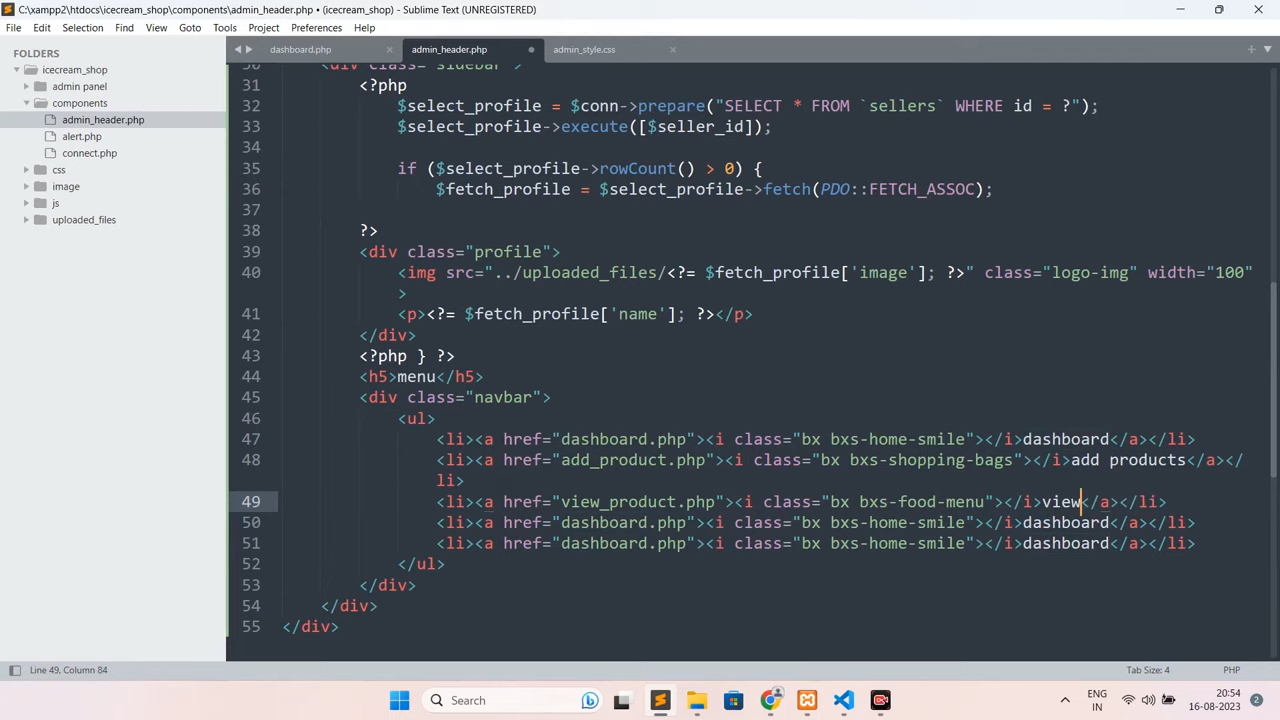 C:\xampp2\htdocs\icecream_shop\components\admin_header.php • (icecream_shop) - Sublime Text (UNREGISTERED)
File Edit Selection Find View Goto Tools Project Preferences Help
FOLDERS
icecream_shop
admin panel
components
admin_header.php
alert.php
connect.php
css
image
js
uploaded_files
dashboard.php
admin_header.php
admin_style.css
30 <div class="sidebar">
31 <?php
32 $select_profile = $conn->prepare("SELECT * FROM `sellers` WHERE id = ?");
33 $select_profile->execute([$seller_id]);
34
35 if ($select_profile->rowCount() > 0) {
36 $fetch_profile = $select_profile->fetch(PDO::FETCH_ASSOC);
37
38 ?>
39 <div class="profile">
40 <img src="../uploaded_files/<?= $fetch_profile['image']; ?>" class="logo-img" width="100"
>
41 <p><?= $fetch_profile['name']; ?></p>
42 </div>
43 <?php } ?>
44 <h5>menu</h5>
45 <div class="navbar">
46 <ul>
47 <li><a href="dashboard.php"><i class="bx bxs-home-smile"></i>dashboard</a></li>
48 <li><a href="add_product.php"><i class="bx bxs-shopping-bags"></i>add products</a></
li>
49 <li><a href="view_product.php"><i class="bx bxs-food-menu"></i>view</a></li>
50 <li><a href="dashboard.php"><i class="bx bxs-home-smile"></i>dashboard</a></li>
51 <li><a href="dashboard.php"><i class="bx bxs-home-smile"></i>dashboard</a></li>
52 </ul>
53 </div>
54 </div>
55 </div>
Line 49, Column 84
Tab Size: 4
PHP
Search
ENG
IN
20:54
16-08-2023
2